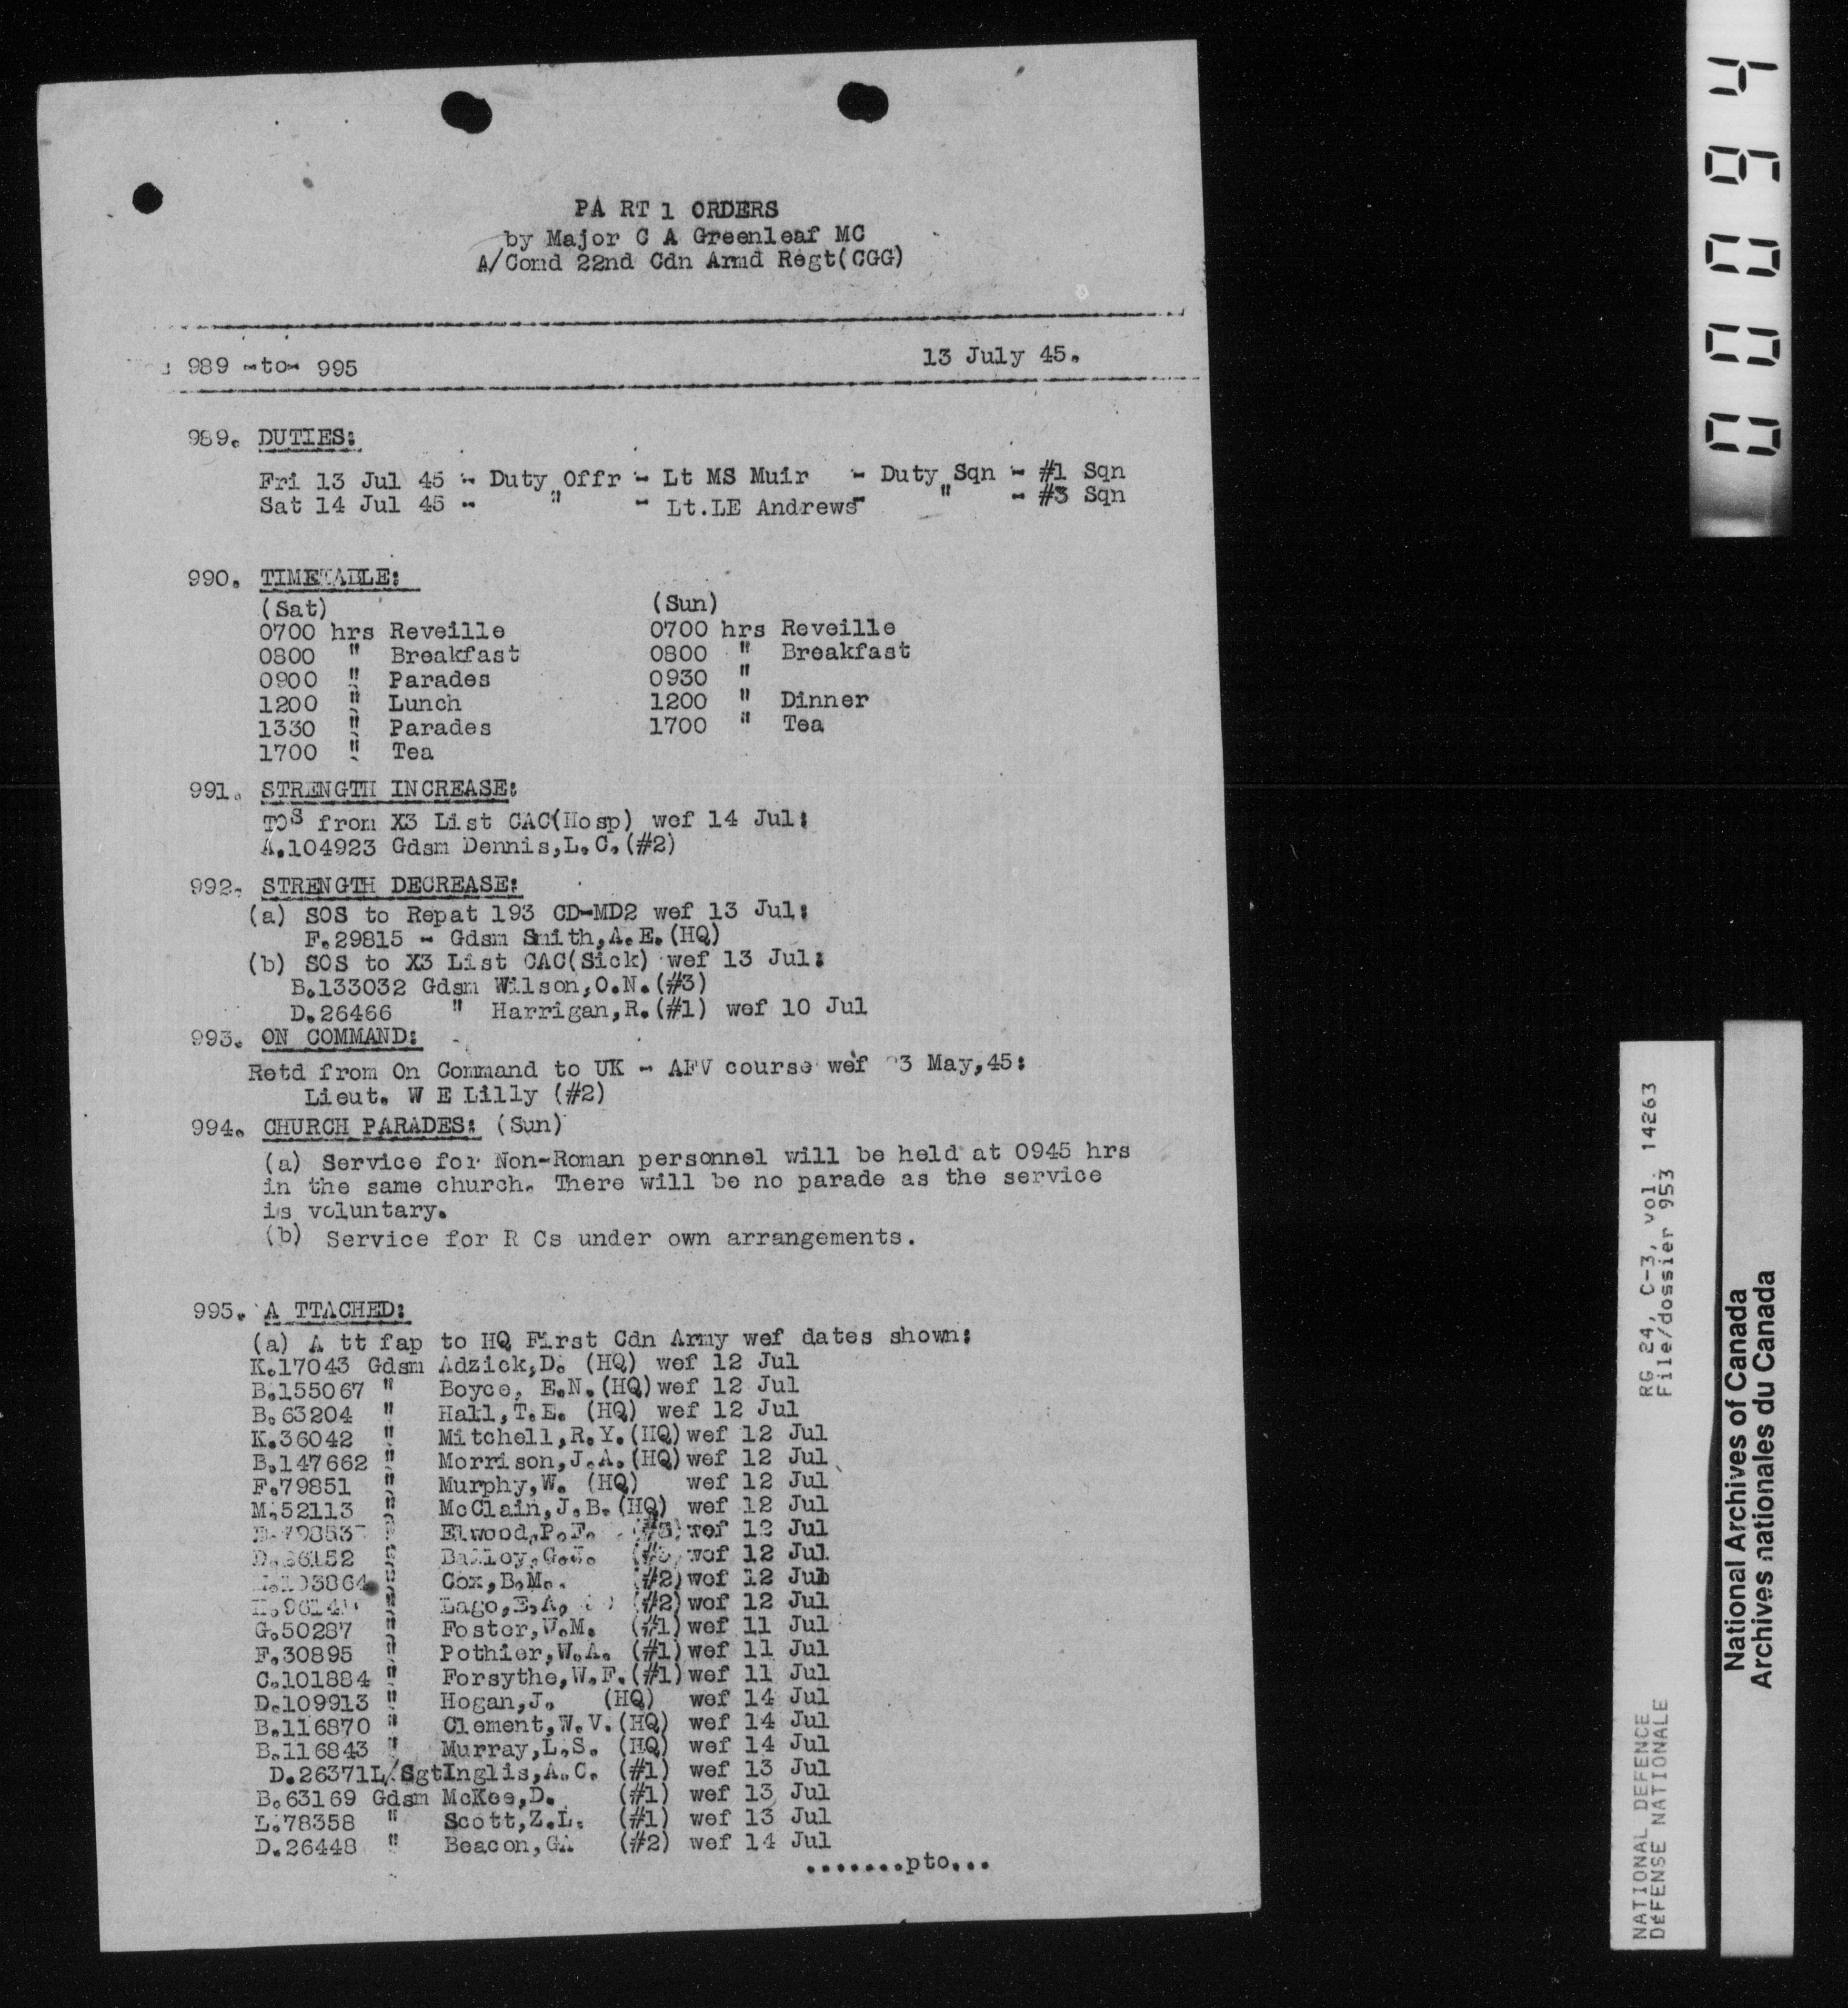 PA RT 1 ORDERS
by Major C A Greenleaf MC
A/Comd 22nd Cdn Armd Regt(CGG)
989 -to- 995 13 July 45.
989. DUTIES:
Fri 13 Jul 45 - Duty Offr - Lt MS Muir - Duty Sqn - #1 Sqn
Sat 14 Jul 45 - " - Lt.LE Andrews- " - #3 Sqn
990. TIMETABLE:
(Sat) (Sun)
0700 hrs Reveille 0700 hrs Reveille
0800 " Breakfast 0800 " Breakfast
0900 " Parades 0930 "
1200 " Lunch 1200 " Dinner
1330 " Parades 1700 " Tea
1700 " Tea
991. STRENGTH INCREASE:
TOS from X3 List CAC(Hosp) wef 14 Jul:
A.104923 Gdsm Dennis,L.C.(#2)
992. STRENGTH DECREASE:
(a) SOS to Repat 193 CD-MD2 wef 13 Jul:
F.29815 - Gdsm Smith,A.E.(HQ)
(b) SOS to X3 List CAC(Sick) wef 13 Jul:
B.133032 Gdsm Wilson,O.N.(#3)
D.26466 " Harrigan,R.(#1) wef 10 Jul
993. ON COMMAND:
Retd from On Command to UK - AFV course wef 3 May,45:
Lieut. W E Lilly (#2)
994. CHURCH PARADES: (Sun)
(a) Service for Non-Roman personnel will be held at 0945 hrs
in the same church. There will be no parade as the service
is voluntary.
(b) Service for R Cs under own arrangements.
995. A TTACHED:
(a) A tt fap to HQ First Cdn Army wef dates shown:
K.17043 Gdsm Adzick,D. (HQ) wef 12 Jul
B.155067 " Boyce, E.N.(HQ)wef 12 Jul
B.63204 " Hall,T.E. (HQ) wef 12 Jul
K.36042 " Mitchell,R.Y.(HQ)wef 12 Jul
B.147662 " Morrison,J.A.(HQ)wef 12 Jul
F.79851 " Murphy,W. (HQ) wef 12 Jul
M.52113 " McClain,J.B.(HQ) wef 12 Jul
" Elwood,P.F. wef 12 Jul
D.26152 " wef 12 Jul
" Cox,B.M. (#2)wef 12 Jul
" Lago,E.A. (#2)wef 12 Jul
G.50287 " Foster,W.M. (#1)wef 11 Jul
F.30895 " Pothier,W.A. (#1)wef 11 Jul
C.101884 " Forsythe,W.F.(#1)wef 11 Jul
D.109913 " Hogan,J. (HQ) wef 14 Jul
B.116870 " Clement,W.V.(HQ) wef 14 Jul
B.116843 " Murray,L.S. (HQ) wef 14 Jul
D.26371L/SgtInglis,A.C. (#1) wef 13 Jul
B.63169 Gdsm McKee,D. (#1) wef 13 Jul
L.78358 " Scott,Z.L. (#1) wef 13 Jul
D.26448 " Beacon,GA (#2) wef 14 Jul
.......pto...
00094
RG 24, C-3, vol. 14263
File/dossier 953
NATIONAL DEFENCE
DÉFENSE NATIONALE
National Archives of Canada
Archives nationales du Canada